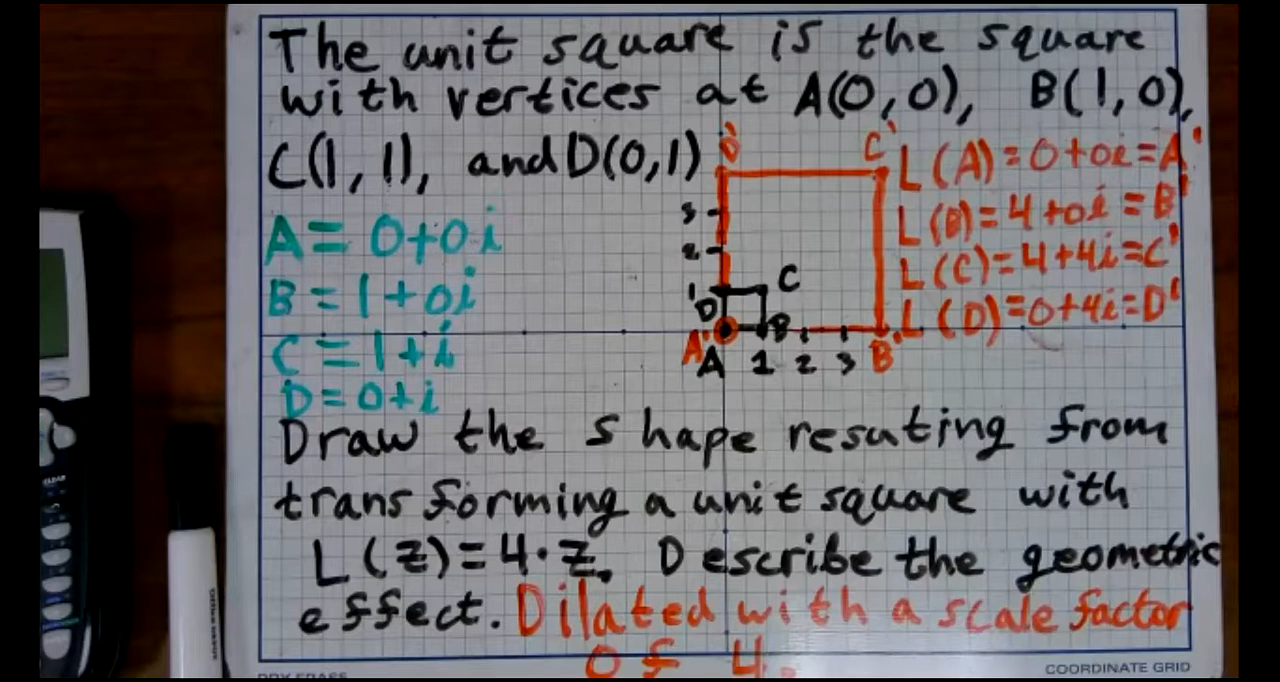 The unit square is the square
with vertices at A(0,0), B(1,0),
C(1,1), and D(0,1)
D' C'
L(A)=0+0i=A'
L(B)=4+0i=B'
L(C)=4+4i=C'
L(D)=0+4i=D'
A=0+0i
B=1+0i
C=1+i
D=0+i
3
2
1 C
D B
A' A 1 2 3 B'
Draw the shape resuting from
transforming a unit square with
L(z)=4·z. Describe the geometric
effect. Dilated with a scale factor
of 4.
CLEAR
DRY ERASE
COORDINATE GRID